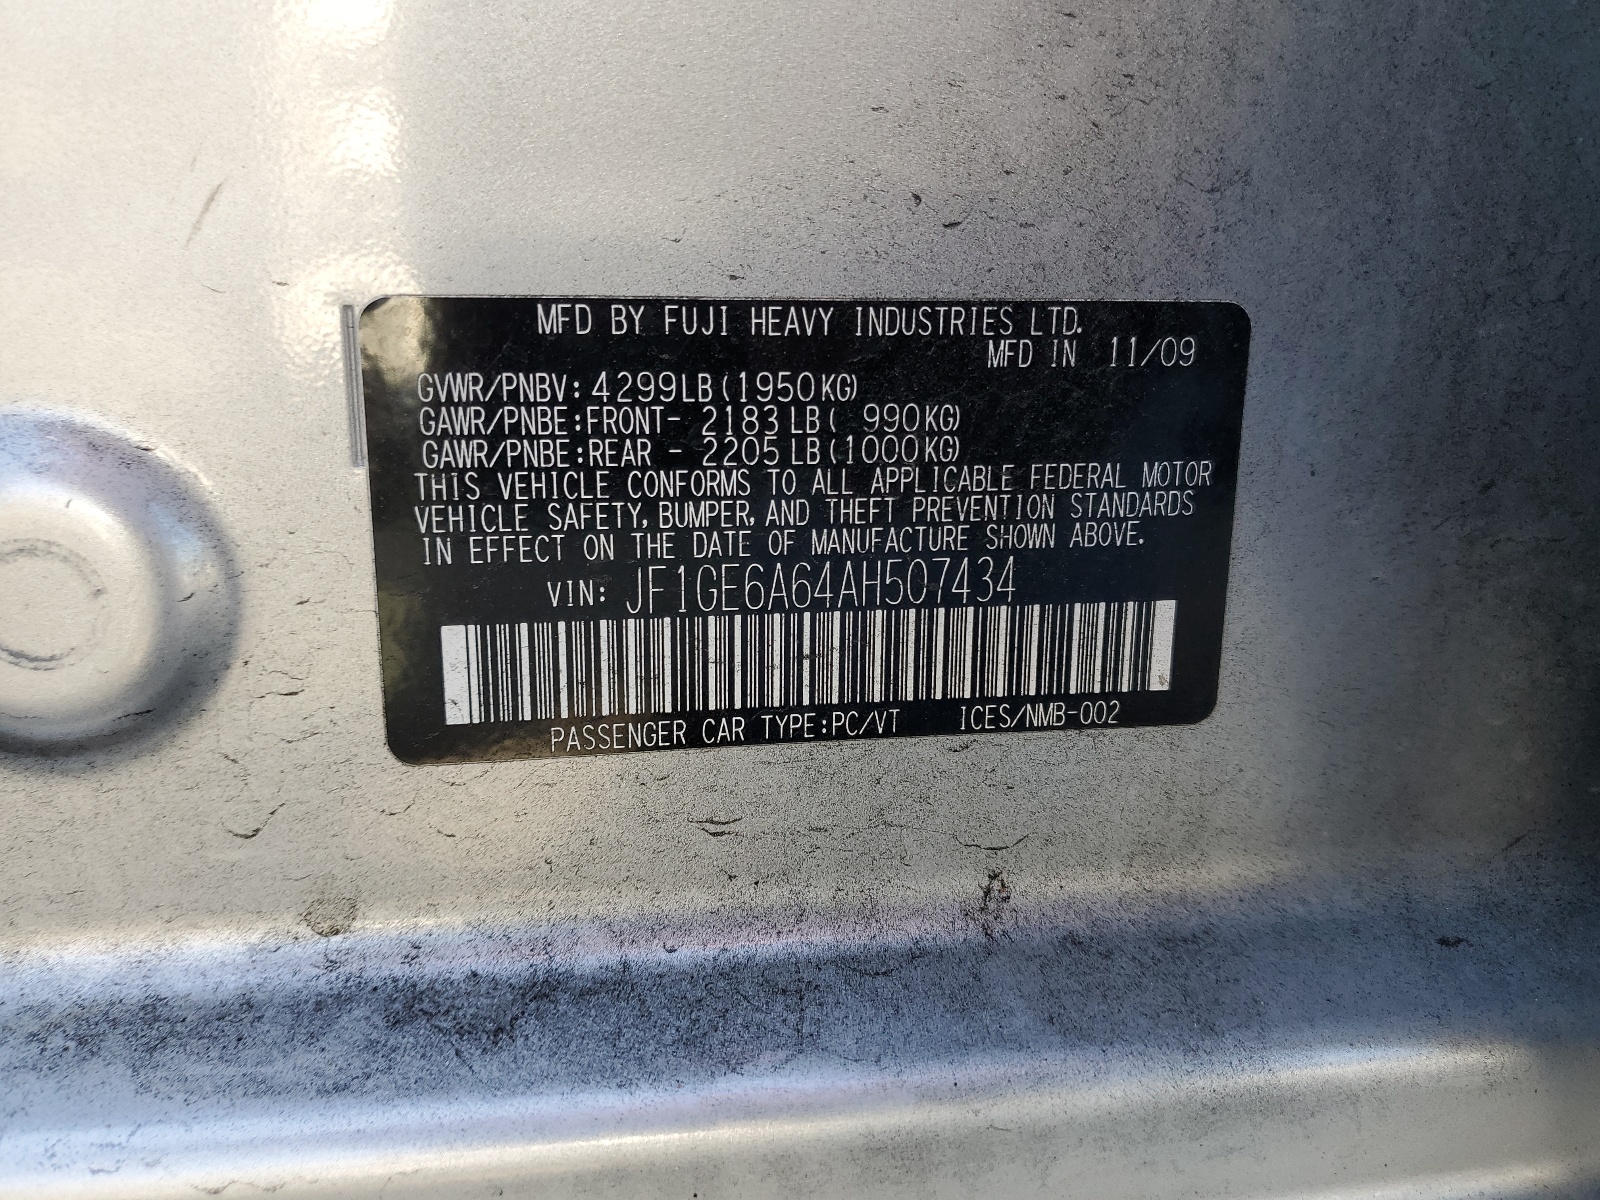 MFD BY FUJI HEAVY INDUSTRIES LTD.
MFD IN 11/09
GVWR/PNBV: 4299LB(1950KG)
GAWR/PNBE:FRONT- 2183LB( 990KG)
GAWR/PNBE:REAR - 2205LB(1000KG)
THIS VEHICLE CONFORMS TO ALL APPLICABLE FEDERAL MOTOR
VEHICLE SAFETY, BUMPER, AND THEFT PREVENTION STANDARDS
IN EFFECT ON THE DATE OF MANUFACTURE SHOWN ABOVE.
VIN: JF1GE6A64AH507434
PASSENGER CAR TYPE:PC/VT ICES/NMB-002